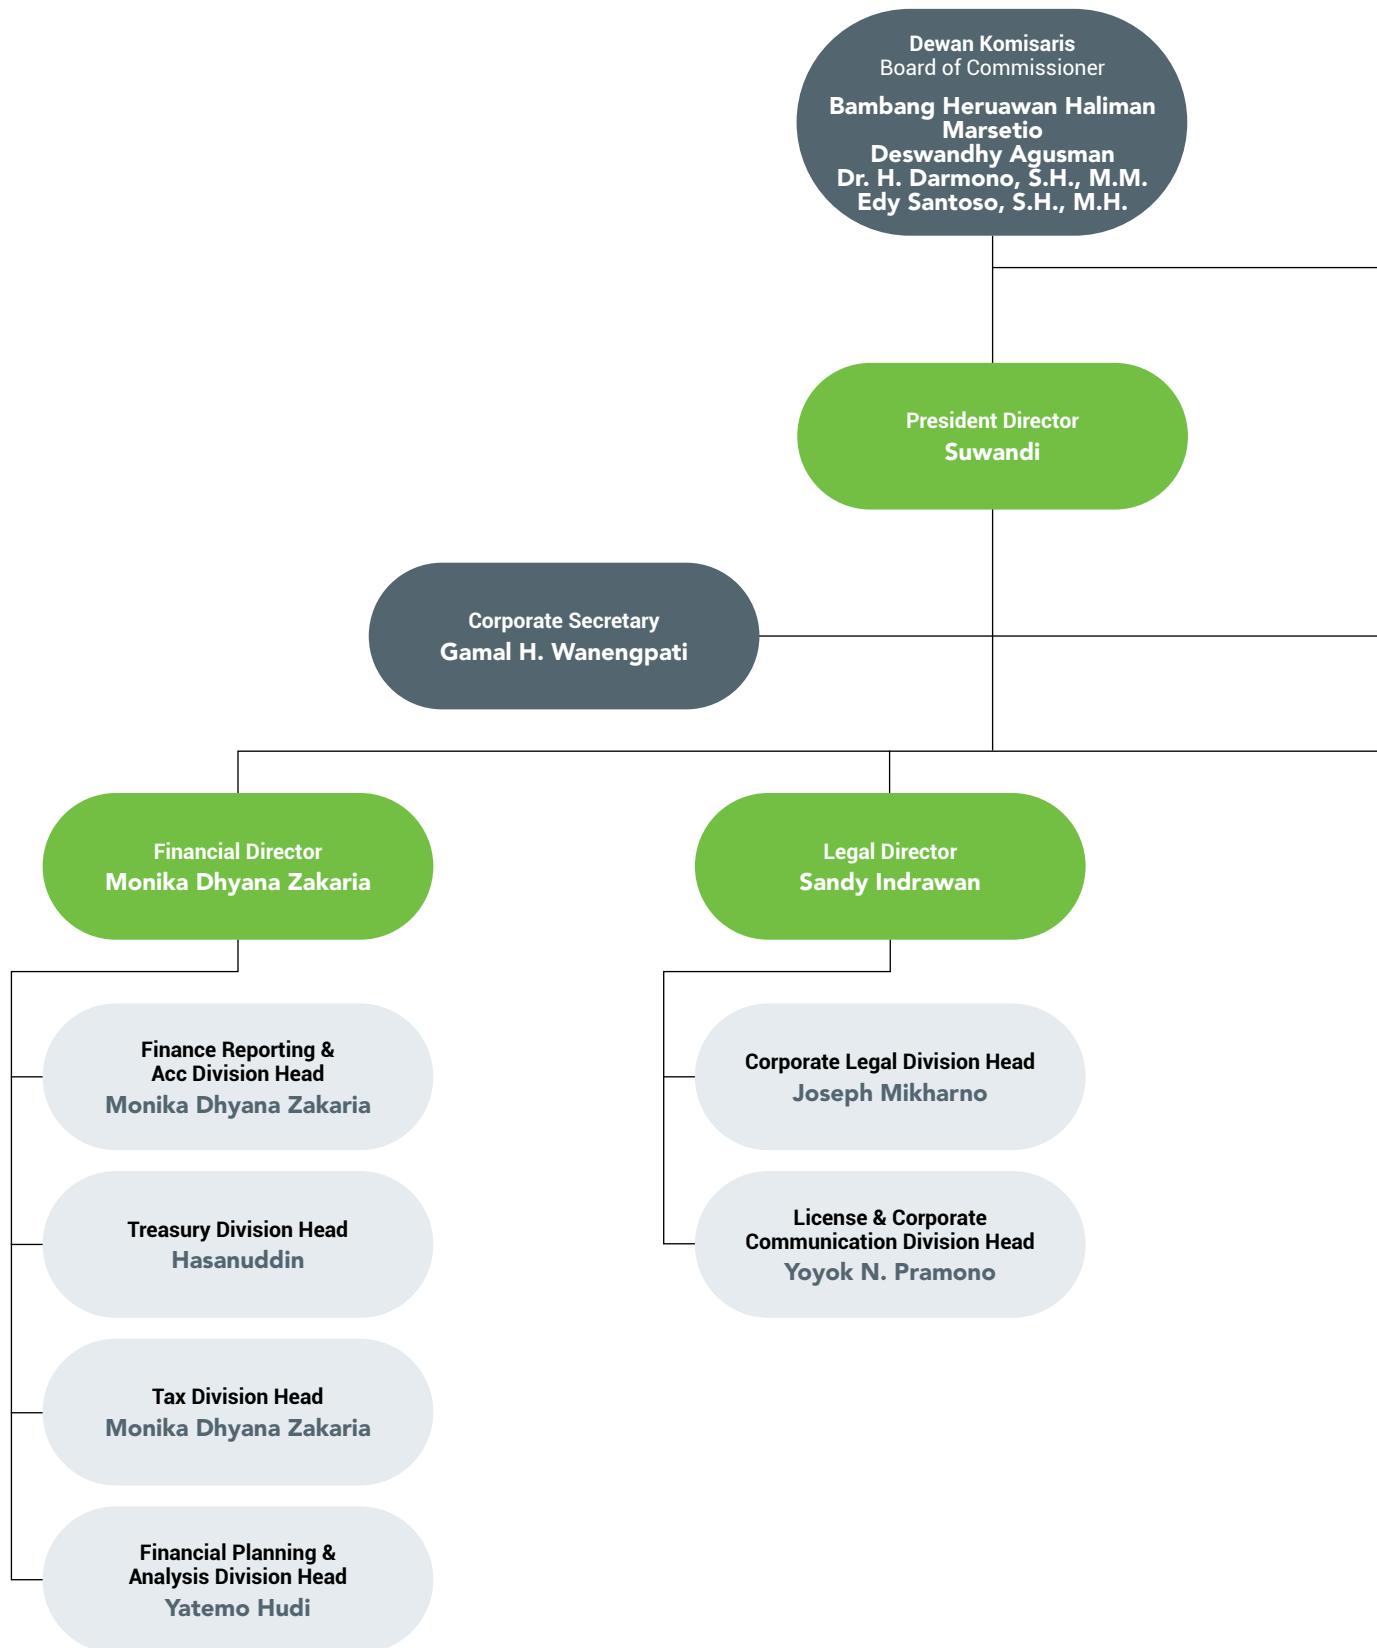 Dewan Komisaris
Board of Commissioner
Bambang Heruawan Haliman
Marsetio
Deswandhy Agusman
Dr. H. Darmono, S.H., M.M.
Edy Santoso, S.H., M.H.
President Director
Suwandi
Corporate Secretary
Gamal H. Wanengpati
Financial Director
Monika Dhyana Zakaria
Legal Director
Sandy Indrawan
Finance Reporting &
Acc Division Head
Monika Dhyana Zakaria
Treasury Division Head
Hasanuddin
Tax Division Head
Monika Dhyana Zakaria
Financial Planning &
Analysis Division Head
Yatemo Hudi
Corporate Legal Division Head
Joseph Mikharno
License & Corporate
Communication Division Head
Yoyok N. Pramono